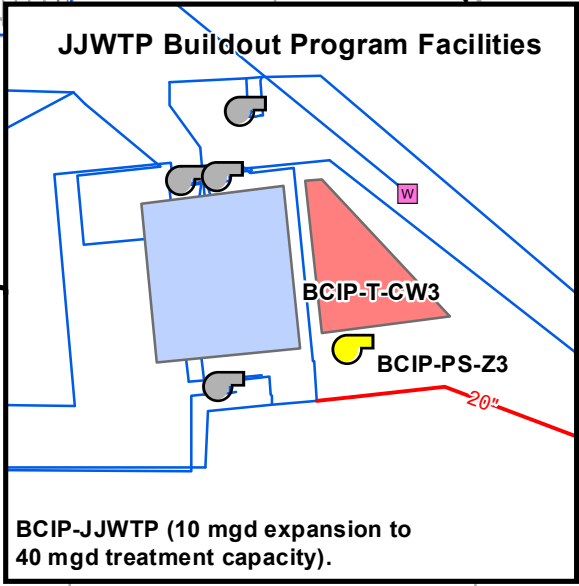 JJWTP Buildout Program Facilities
W
BCIP-T-CW3
BCIP-PS-Z3
20"
BCIP-JJWTP (10 mgd expansion to
40 mgd treatment capacity).